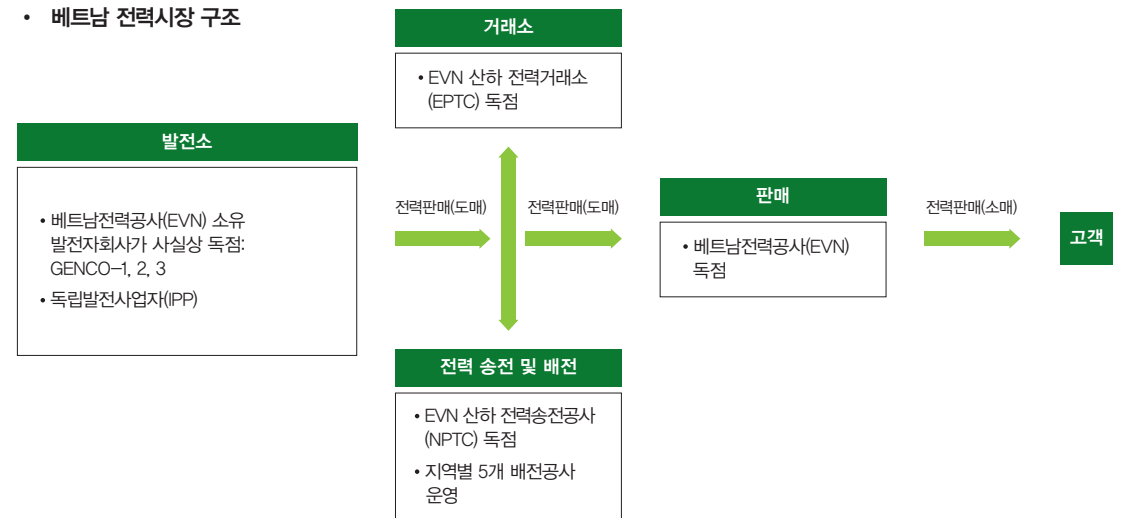 • 베트남 전력시장 구조
거래소
• EVN 산하 전력거래소
(EPTC) 독점
발전소
• 베트남전력공사(EVN) 소유
발전자회사가 사실상 독점:
GENCO-1, 2, 3
• 독립발전사업자(IPP)
전력판매(도매)
전력판매(도매)
판매
• 베트남전력공사(EVN)
독점
전력판매(소매)
고객
전력 송전 및 배전
• EVN 산하 전력송전공사
(NPTC) 독점
• 지역별 5개 배전공사
운영